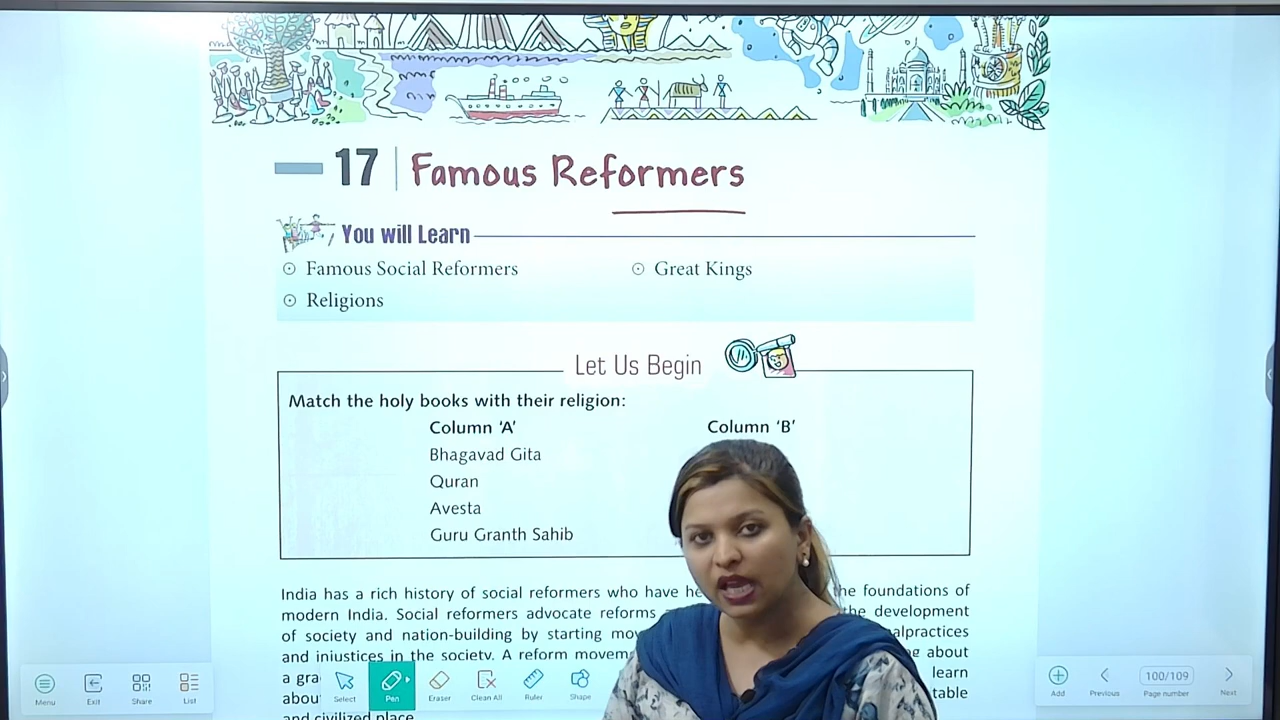 17 Famous Reformers
You will Learn
Famous Social Reformers
Great Kings
Religions
Let Us Begin
Match the holy books with their religion:
Column ‘A’ Column ‘B’
Bhagavad Gita
Quran
Avesta
Guru Granth Sahib
India has a rich history of social reformers who have the foundations of
modern India. Social reformers advocate reforms the development
of society and nation-building by starting
and injustices in the society. A reform about
a learn
table
and civilized place
Menu Exit Share List Select Pen Eraser Clean All Ruler Shape Add Previous 100/109 Page number Next